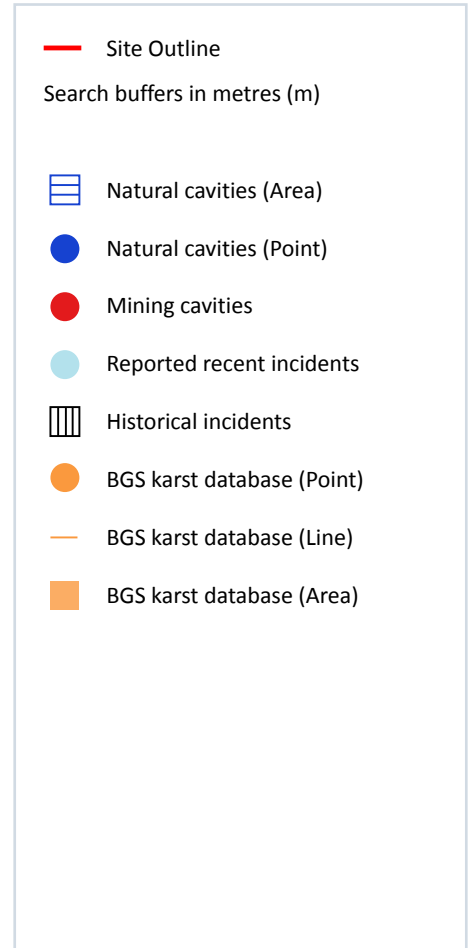 Site Outline
Search buffers in metres (m)
Natural cavities (Area)
Natural cavities (Point)
Mining cavities
Reported recent incidents
Historical incidents
BGS karst database (Point)
BGS karst database (Line)
BGS karst database (Area)